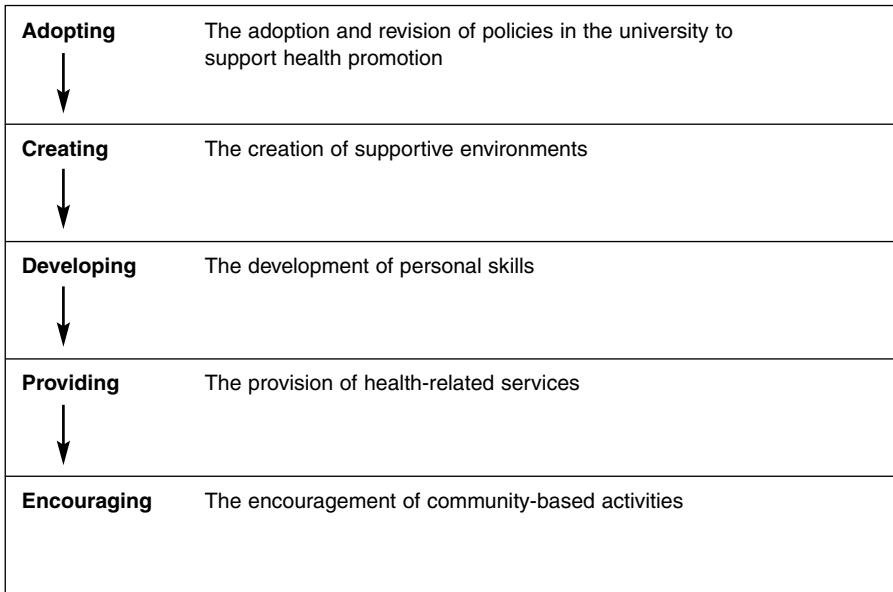 Adopting The adoption and revision of policies in the university to
support health promotion
Creating The creation of supportive environments
Developing The development of personal skills
Providing The provision of health-related services
Encouraging The encouragement of community-based activities